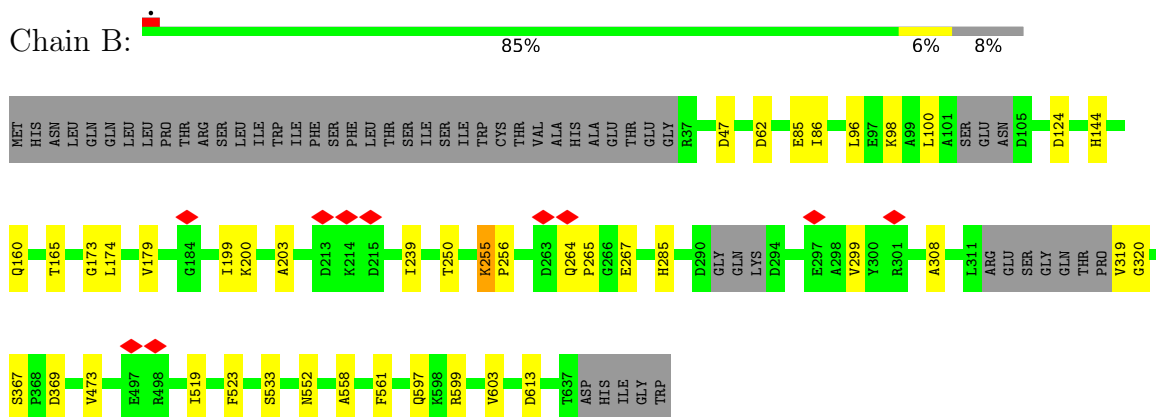 Chain B:
85% 6% 8%
MET HIS ASN LEU GLN GLN LEU LEU PRO THR ARG SER LEU ILE TRP ILE PHE SER PHE LEU THR SER ILE SER ILE TRP CYS THR VAL ALA HIS ALA GLU THR GLU GLY R37 D47 D62 E85 I86 L96 E97 K98 A99 L100 A101 SER GLU ASN D105 D124 H144
Q160 T165 G173 L174 V179 G184 I199 K200 A203 D213 K214 D215 I239 T250 K255 P256 D263 Q264 P265 G266 E267 H285 D290 GLY GLN LYS D294 E297 A298 V299 Y300 R301 A308 L311 ARG GLU SER GLY GLN THR PRO V319 G320
S367 P368 D369 V473 E497 R498 I519 F523 S533 N552 A558 F561 Q597 K598 R599 V603 D613 T637 ASP HIS ILE GLY TRP